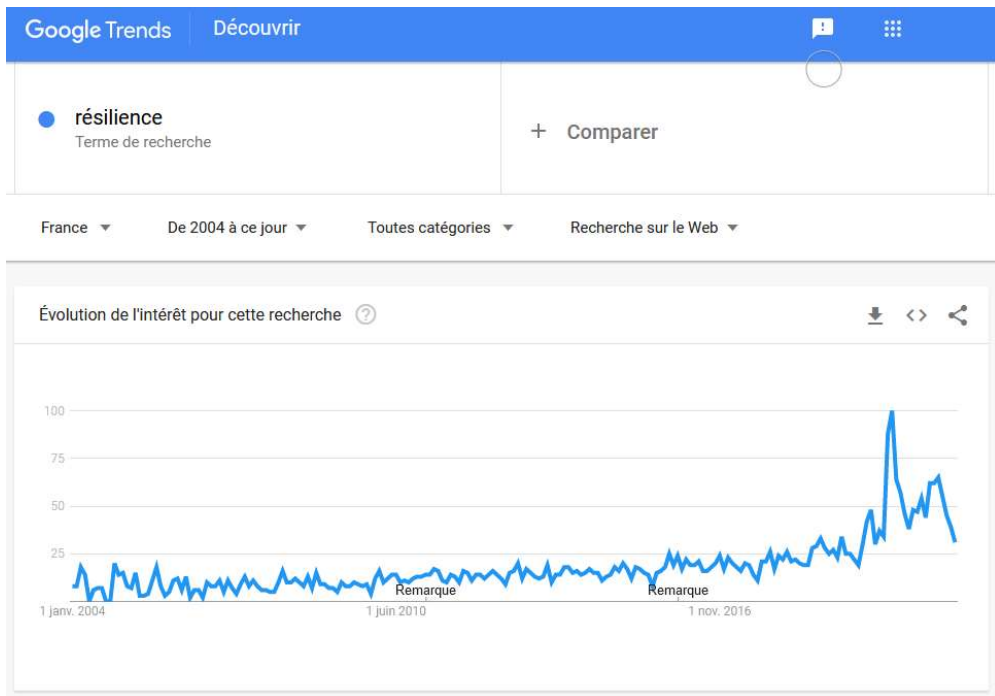 Google Trends Découvrir
résilience
Terme de recherche
+ Comparer
France De 2004 à ce jour Toutes catégories Recherche sur le Web
Évolution de l'intérêt pour cette recherche ?
100
75
50
25
Remarque Remarque
1 janv. 2004 1 juin 2010 1 nov. 2016